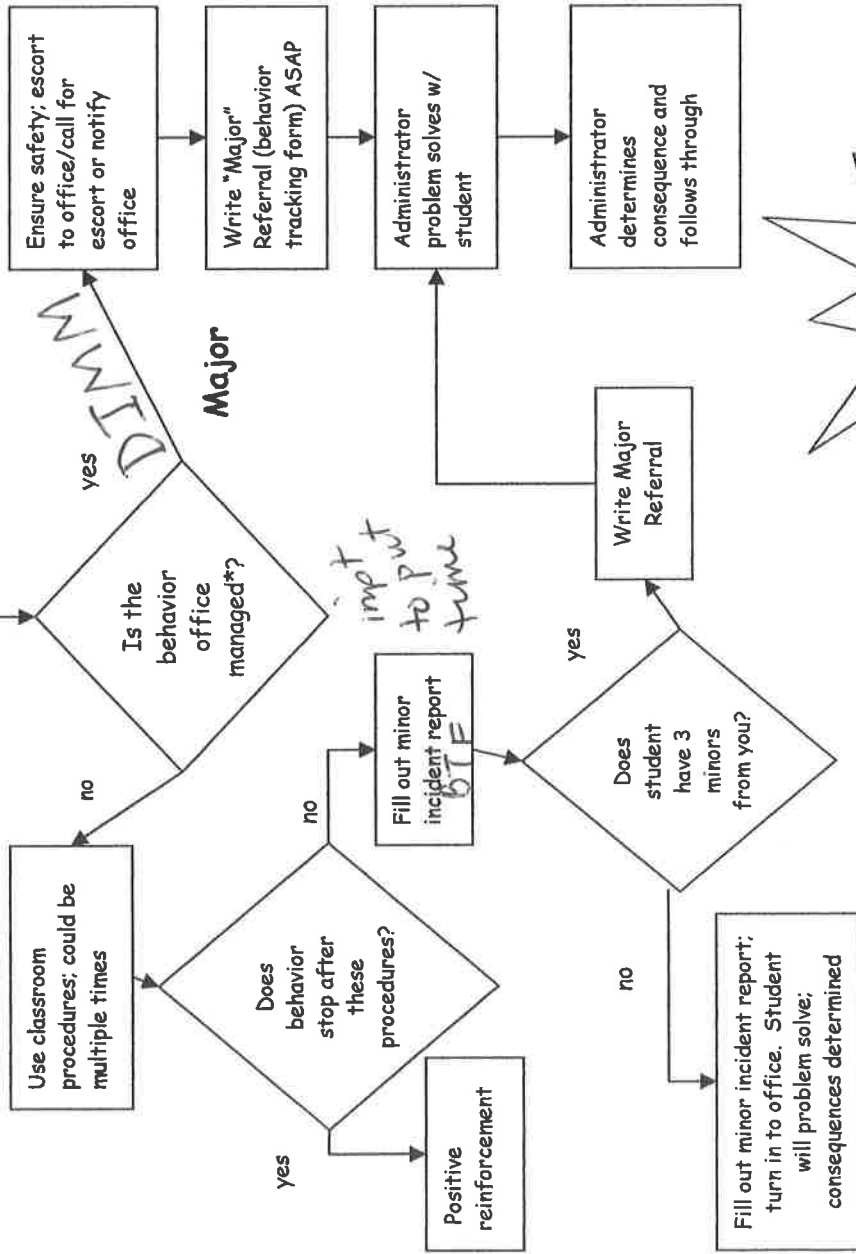 Is the
behavior
office
managed*?
yes
DIMM
Major
Ensure safety; escort
to office/call for
escort or notify
office
Write "Major"
Referral (behavior
tracking form) ASAP
Administrator
problem solves w/
student
Administrator
determines
consequence and
follows through
no
Use classroom
procedures; could be
multiple times
Does
behavior
stop after
these
procedures?
yes
Positive
reinforcement
no
impt
to put
time
Fill out minor
incident report
BTF
Does
student
have 3
minors
from you?
yes
Write Major
Referral
no
Fill out minor incident report;
turn in to office. Student
will problem solve;
consequences determined